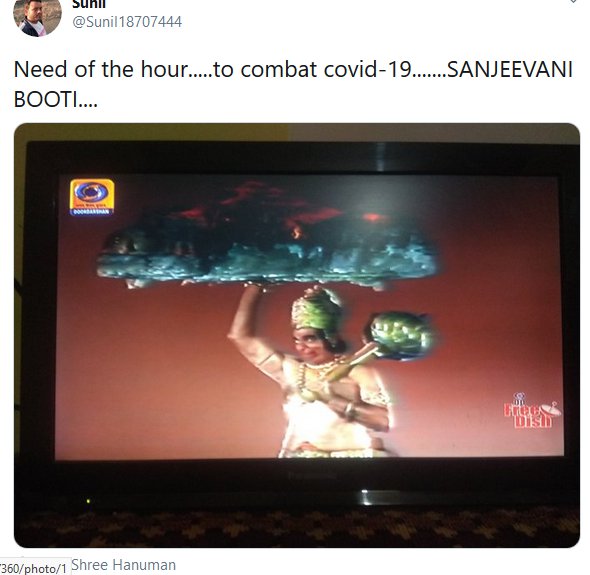 Sunil
@Sunil18707444
Need of the hour.....to combat covid-19.......SANJEEVANI
BOOTI....
DOORDARSHAN
Free
Dish
360/photo/1
Shree Hanuman